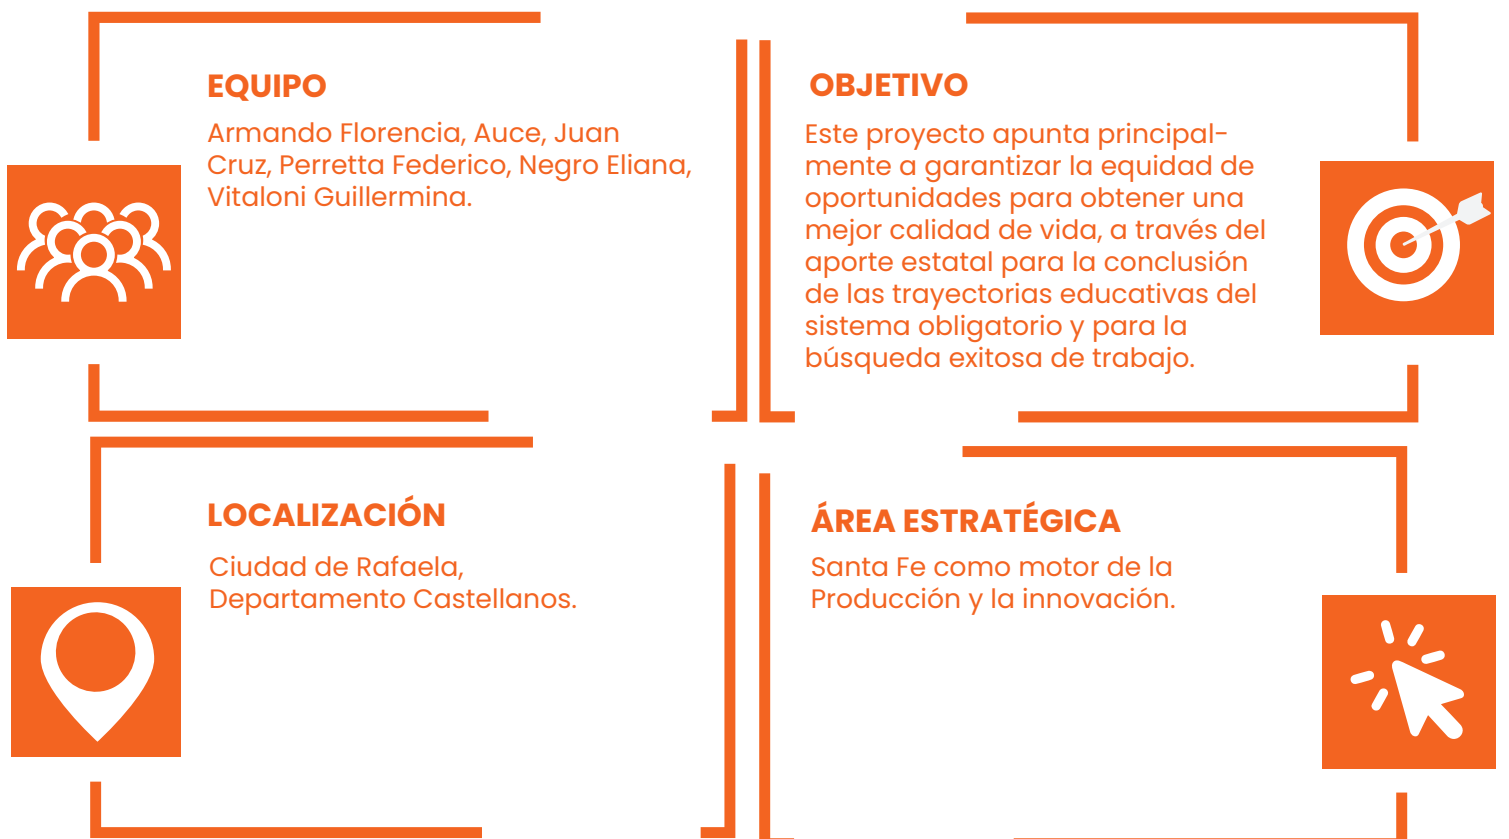 EQUIPO
Armando Florencia, Auce, Juan
Cruz, Perretta Federico, Negro Eliana,
Vitaloni Guillermina.
OBJETIVO
Este proyecto apunta principal-
mente a garantizar la equidad de
oportunidades para obtener una
mejor calidad de vida, a través del
aporte estatal para la conclusión
de las trayectorias educativas del
sistema obligatorio y para la
búsqueda exitosa de trabajo.
LOCALIZACIÓN
Ciudad de Rafaela,
Departamento Castellanos.
ÁREA ESTRATÉGICA
Santa Fe como motor de la
Producción y la innovación.